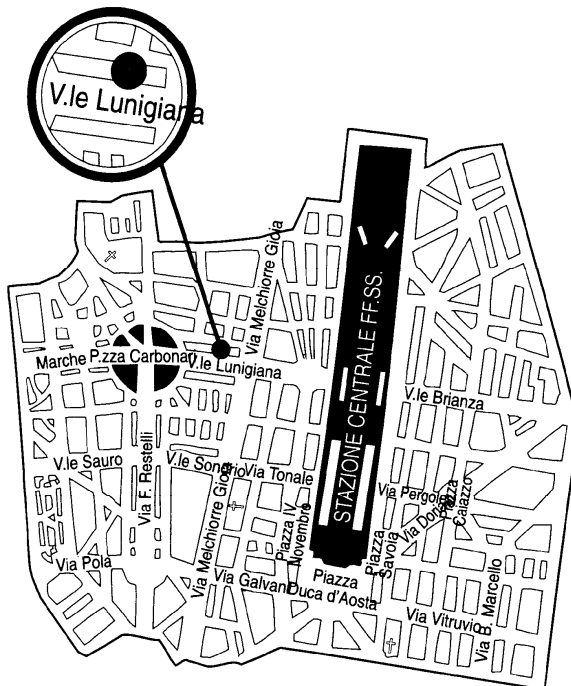 V.le Lunigiana
Via Melchiorre Gioia
STAZIONE CENTRALE FF.SS.
Marche P.zza Carbonari
V.le Lunigiana
V.le Brianza
V.le Sauro
Via F. Restelli
V.le Sondrio
Via Tonale
Via Melchiorre Gioia
Piazza IV
Novembre
Via Pergolesi
Via Doria
Piazza
Caiazzo
Piazza
Savoia
Via Pola
Via Galvani
Piazza
Duca d'Aosta
Via Vitruvio
Via B. Marcello